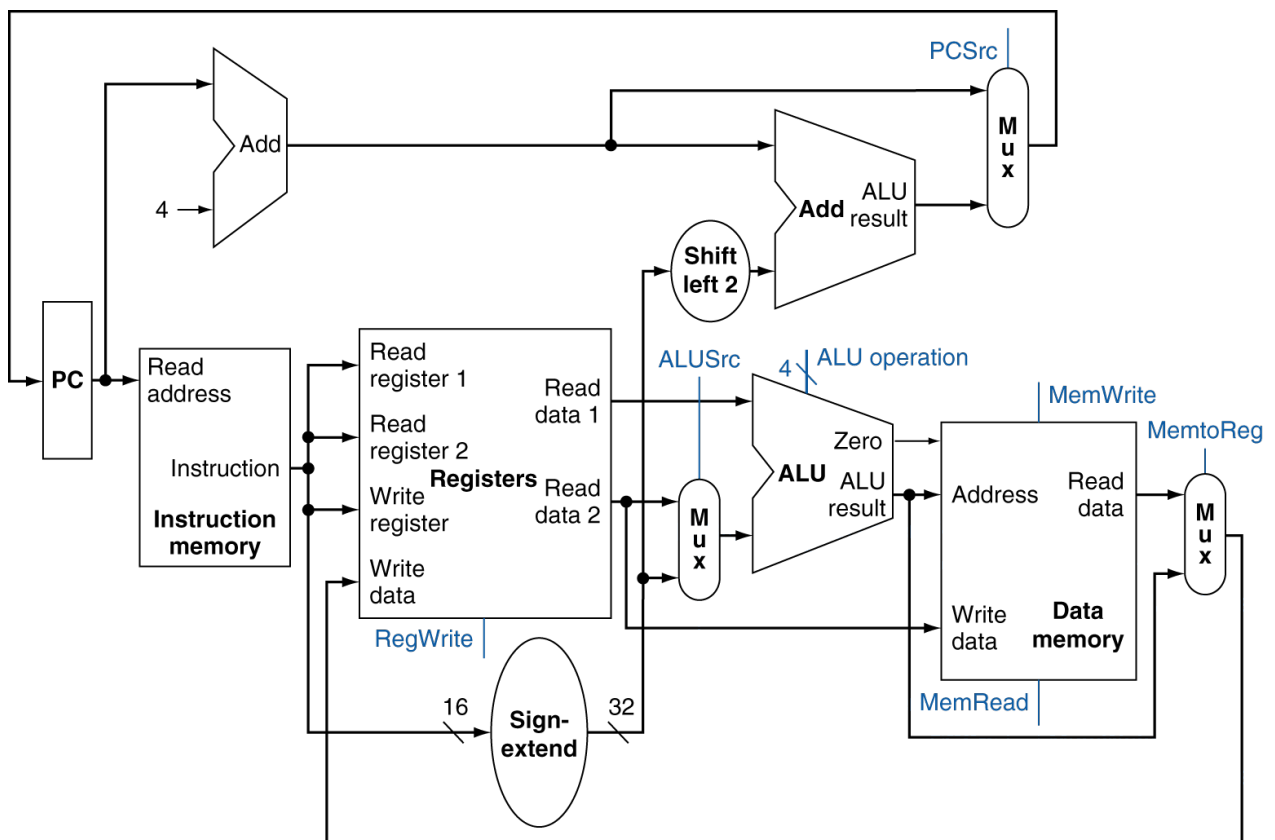 PCSrc
M
u
x
Add
4
ALU
Add result
Shift
left 2
PC
Read
address
Instruction
Instruction
memory
Read
register 1
Read
register 2
Write
register
Write
data
Registers
Read
data 1
Read
data 2
RegWrite
ALUSrc
M
u
x
4
ALU operation
Zero
ALU
ALU
result
MemWrite
Address
Read
data
Write
data
Data
memory
MemRead
MemtoReg
M
u
x
16
Sign-
extend
32